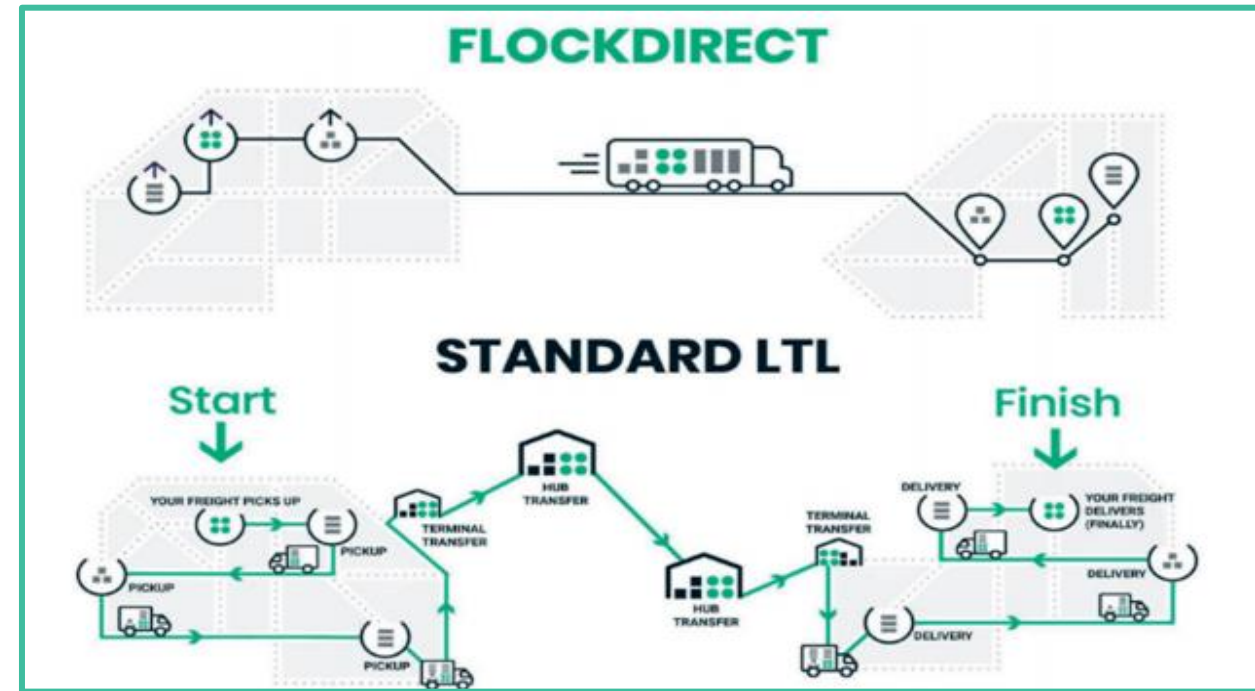 FLOCKDIRECT
STANDARD LTL
Start
Finish
YOUR FREIGHT PICKS UP
PICKUP
PICKUP
PICKUP
TERMINAL
TRANSFER
HUB
TRANSFER
HUB
TRANSFER
TERMINAL
TRANSFER
DELIVERY
DELIVERY
DELIVERY
YOUR FREIGHT
DELIVERS
(FINALLY)